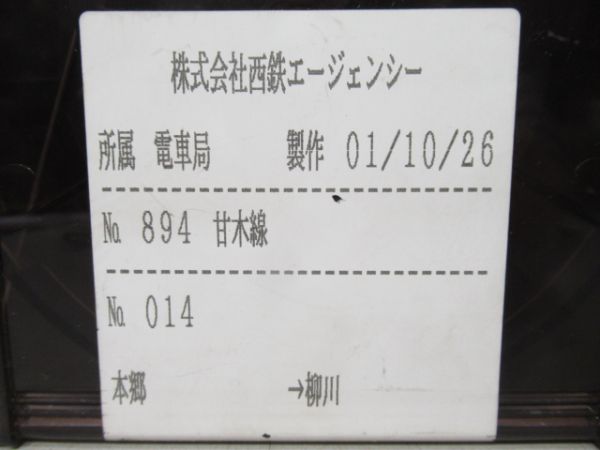 株式会社西鉄エージェンシー
所属 電車局 製作 01/10/26
№ 894 甘木線
№ 014
本郷 →柳川